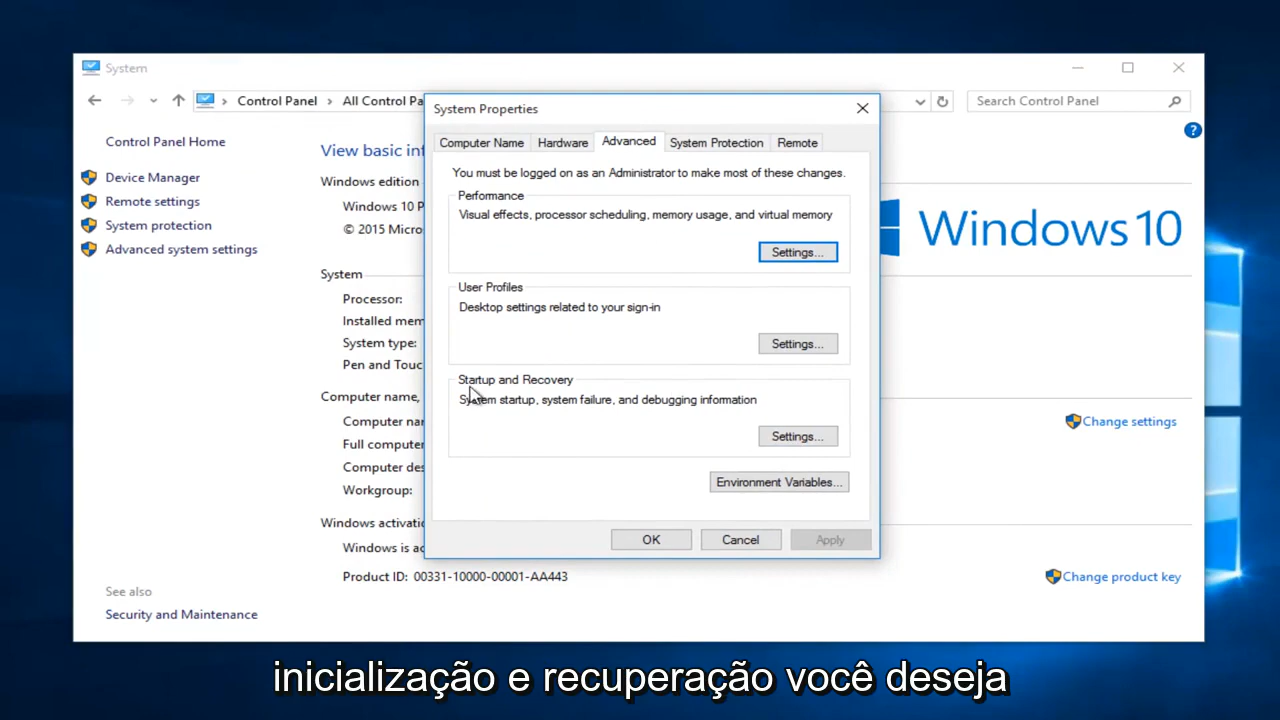 System
Control Panel > All Control Pa
Search Control Panel
System Properties
Computer Name
Hardware
Advanced
System Protection
Remote
You must be logged on as an Administrator to make most of these changes.
Performance
Visual effects, processor scheduling, memory usage, and virtual memory
Settings...
User Profiles
Desktop settings related to your sign-in
Settings...
Startup and Recovery
System startup, system failure, and debugging information
Settings...
Environment Variables...
OK
Cancel
Apply
Control Panel Home
Device Manager
Remote settings
System protection
Advanced system settings
See also
Security and Maintenance
View basic inf
Windows edition
Windows 10 P
© 2015 Micros
Windows 10
System
Processor:
Installed mem
System type:
Pen and Touc
Computer name,
Computer nar
Full computer
Computer des
Workgroup:
Change settings
Windows activati
Windows is ac
Product ID: 00331-10000-00001-AA443
Change product key
inicialização e recuperação você deseja